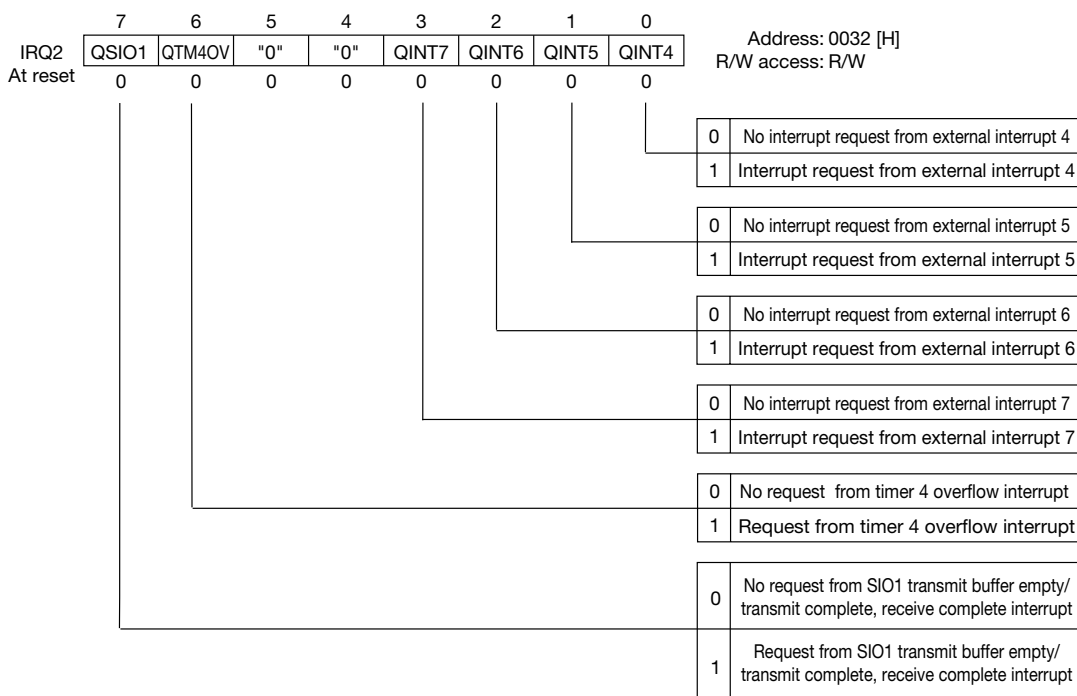 7 6 5 4 3 2 1 0
IRQ2 QSIO1 QTM4OV "0" "0" QINT7 QINT6 QINT5 QINT4
At reset 0 0 0 0 0 0 0 0
Address: 0032 [H]
R/W access: R/W
0 No interrupt request from external interrupt 4
1 Interrupt request from external interrupt 4
0 No interrupt request from external interrupt 5
1 Interrupt request from external interrupt 5
0 No interrupt request from external interrupt 6
1 Interrupt request from external interrupt 6
0 No interrupt request from external interrupt 7
1 Interrupt request from external interrupt 7
0 No request from timer 4 overflow interrupt
1 Request from timer 4 overflow interrupt
0 No request from SIO1 transmit buffer empty/
transmit complete, receive complete interrupt
1 Request from SIO1 transmit buffer empty/
transmit complete, receive complete interrupt